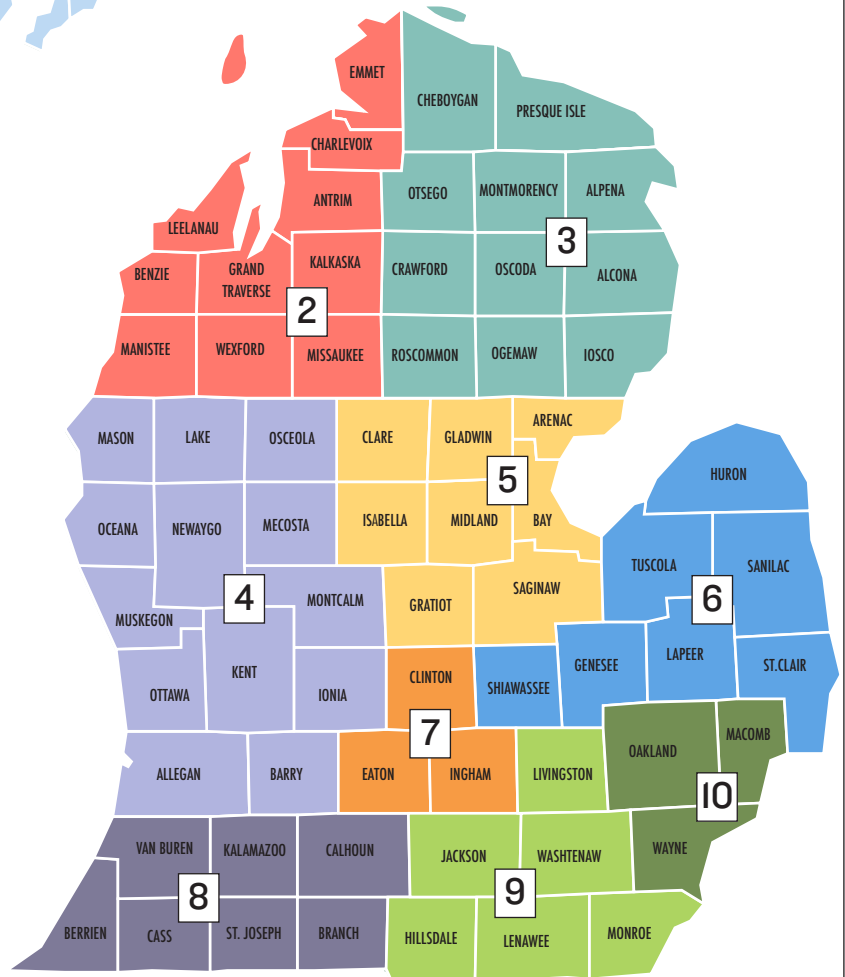 EMMET
CHEBOYGAN
PRESQUE ISLE
CHARLEVOIX
ANTRIM
OTSEGO
MONTMORENCY
ALPENA
LEELANAU
3
BENZIE
GRAND
TRAVERSE
KALKASKA
CRAWFORD
OSCODA
ALCONA
2
MANISTEE
WEXFORD
MISSAUKEE
ROSCOMMON
OGEMAW
IOSCO
MASON
LAKE
OSCEOLA
CLARE
GLADWIN
ARENAC
HURON
5
OCEANA
NEWAYGO
MECOSTA
ISABELLA
MIDLAND
BAY
TUSCOLA
SANILAC
4
6
MUSKEGON
MONTCALM
GRATIOT
SAGINAW
OTTAWA
KENT
IONIA
CLINTON
SHIAWASSEE
GENESEE
LAPEER
ST.CLAIR
7
OAKLAND
MACOMB
ALLEGAN
BARRY
EATON
INGHAM
LIVINGSTON
10
VAN BUREN
KALAMAZOO
CALHOUN
JACKSON
WASHTENAW
WAYNE
8
9
BERRIEN
CASS
ST. JOSEPH
BRANCH
HILLSDALE
LENAWEE
MONROE